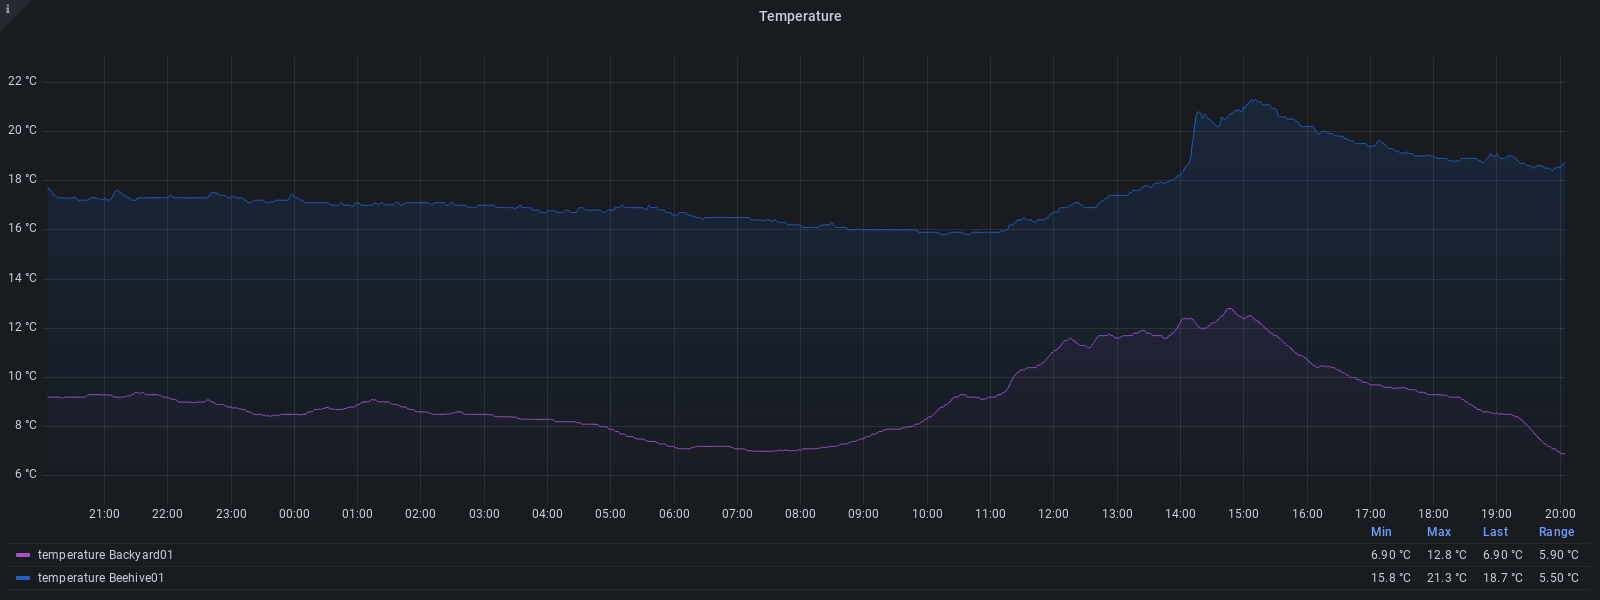 i
Temperature
22 °C
20 °C
18 °C
16 °C
14 °C
12 °C
10 °C
8 °C
6 °C
21:00 22:00 23:00 00:00 01:00 02:00 03:00 04:00 05:00 06:00 07:00 08:00 09:00 10:00 11:00 12:00 13:00 14:00 15:00 16:00 17:00 18:00 19:00 20:00
Min Max Last Range
temperature Backyard01 6.90 °C 12.8 °C 6.90 °C 5.90 °C
temperature Beehive01 15.8 °C 21.3 °C 18.7 °C 5.50 °C